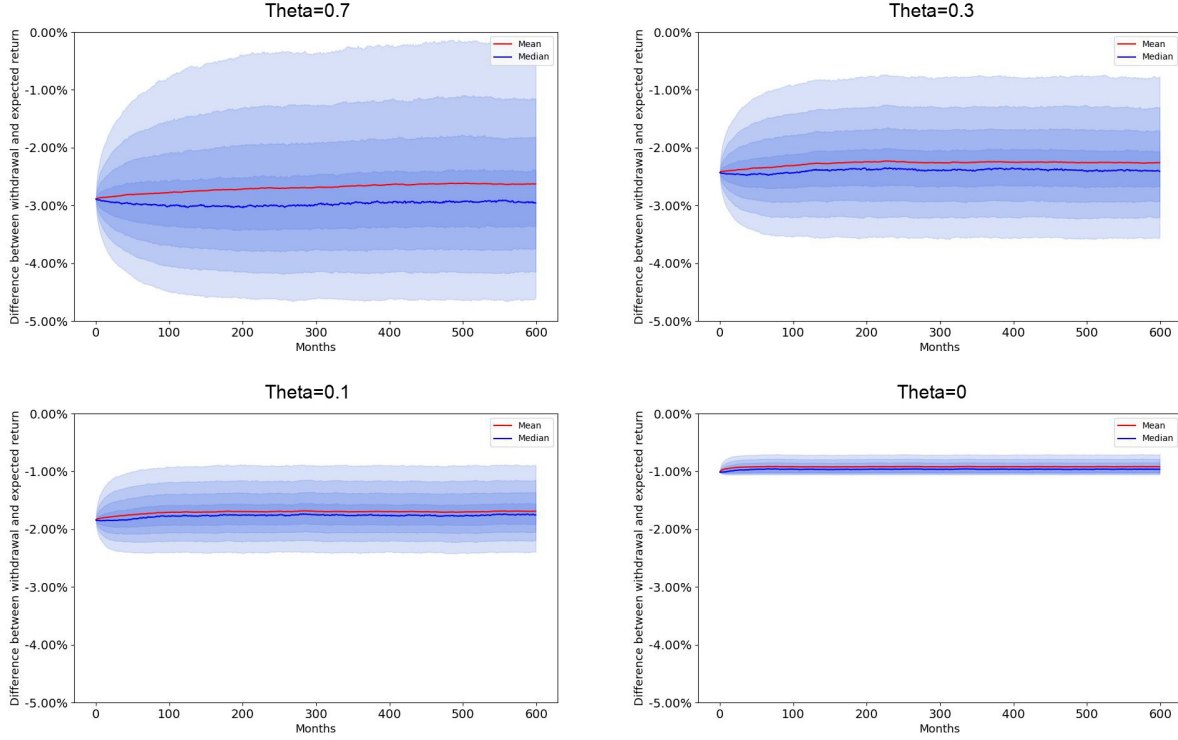 Theta=0.7
Difference between withdrawal and expected return
0.00%
-1.00%
-2.00%
-3.00%
-4.00%
-5.00%
Mean
Median
0 100 200 300 400 500 600
Months
Theta=0.3
Difference between withdrawal and expected return
0.00%
-1.00%
-2.00%
-3.00%
-4.00%
-5.00%
Mean
Median
0 100 200 300 400 500 600
Months
Theta=0.1
Difference between withdrawal and expected return
0.00%
-1.00%
-2.00%
-3.00%
-4.00%
-5.00%
Mean
Median
0 100 200 300 400 500 600
Months
Theta=0
Difference between withdrawal and expected return
0.00%
-1.00%
-2.00%
-3.00%
-4.00%
-5.00%
Mean
Median
0 100 200 300 400 500 600
Months